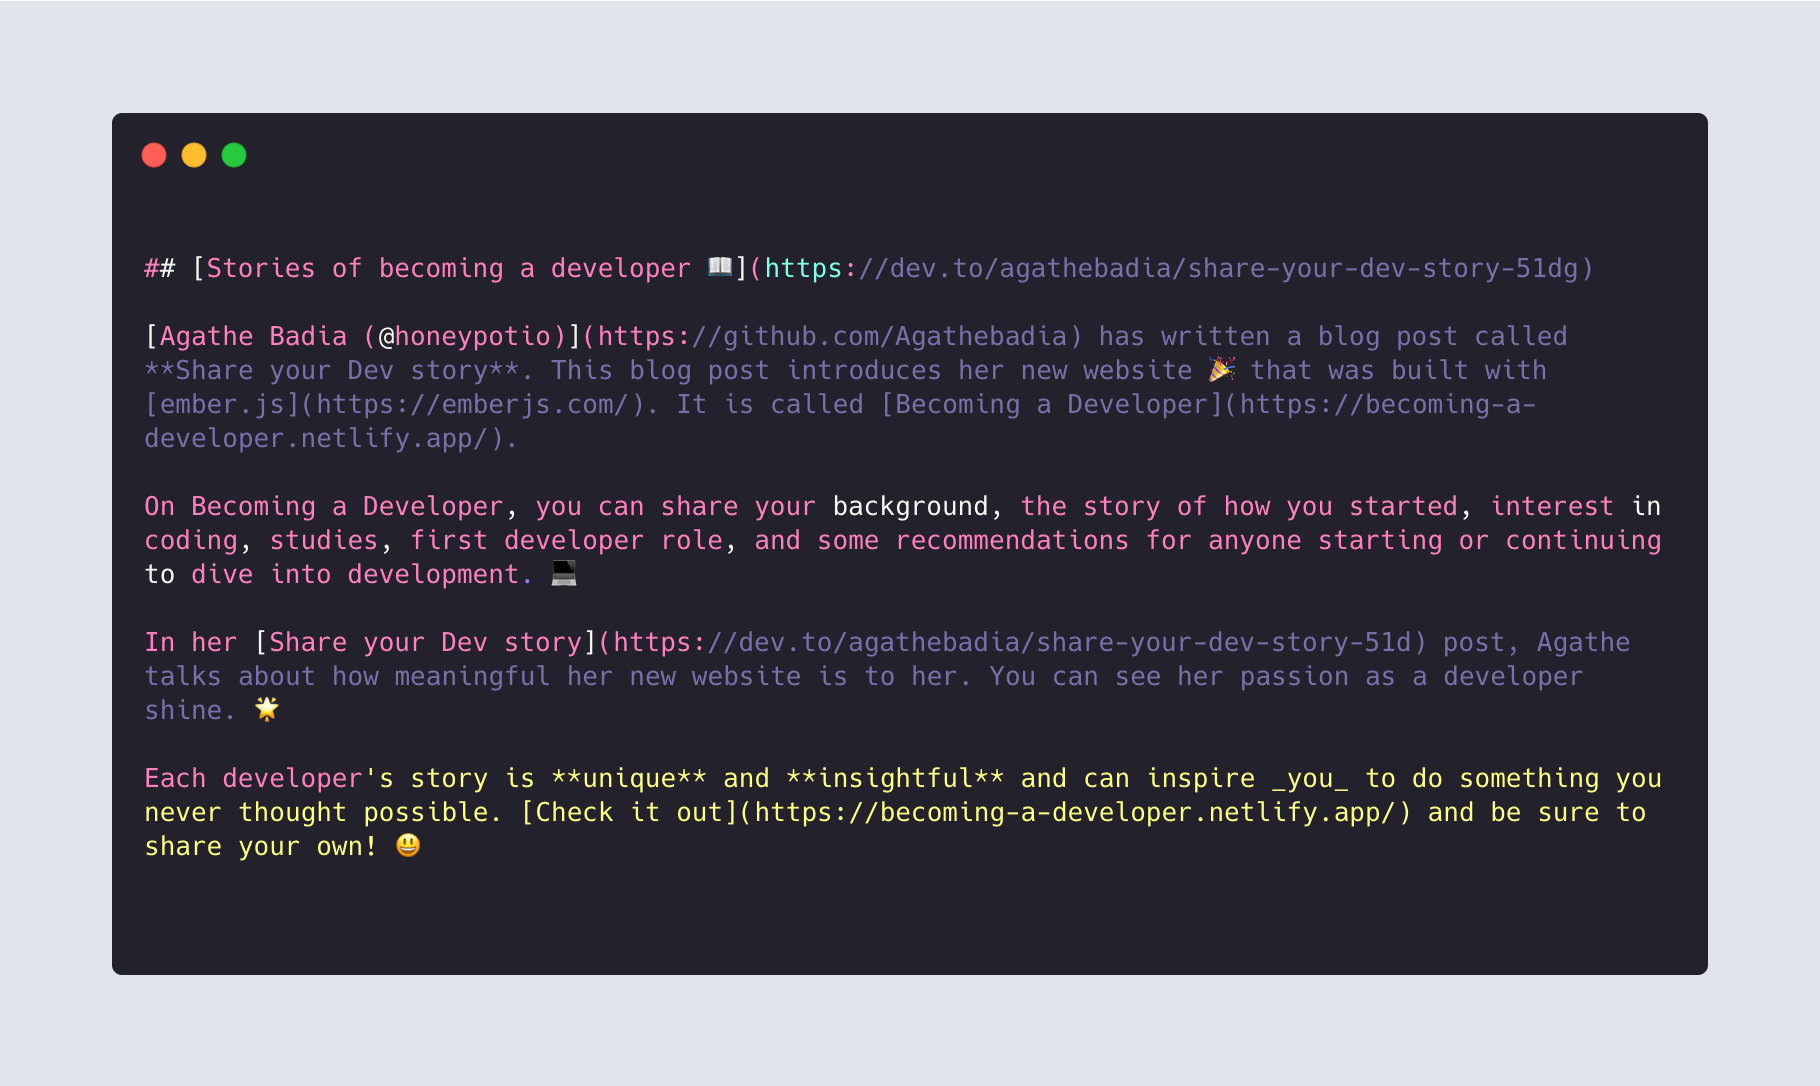 ## [Stories of becoming a developer 📖](https://dev.to/agathebadia/share-your-dev-story-51dg)
[Agathe Badia (@honeypotio)](https://github.com/Agathebadia) has written a blog post called
**Share your Dev story**. This blog post introduces her new website 🎉 that was built with
[ember.js](https://emberjs.com/). It is called [Becoming a Developer](https://becoming-a-
developer.netlify.app/).
On Becoming a Developer, you can share your background, the story of how you started, interest in
coding, studies, first developer role, and some recommendations for anyone starting or continuing
to dive into development. 💻
In her [Share your Dev story](https://dev.to/agathebadia/share-your-dev-story-51d) post, Agathe
talks about how meaningful her new website is to her. You can see her passion as a developer
shine. 🌟
Each developer's story is **unique** and **insightful** and can inspire _you_ to do something you
never thought possible. [Check it out](https://becoming-a-developer.netlify.app/) and be sure to
share your own! 😃